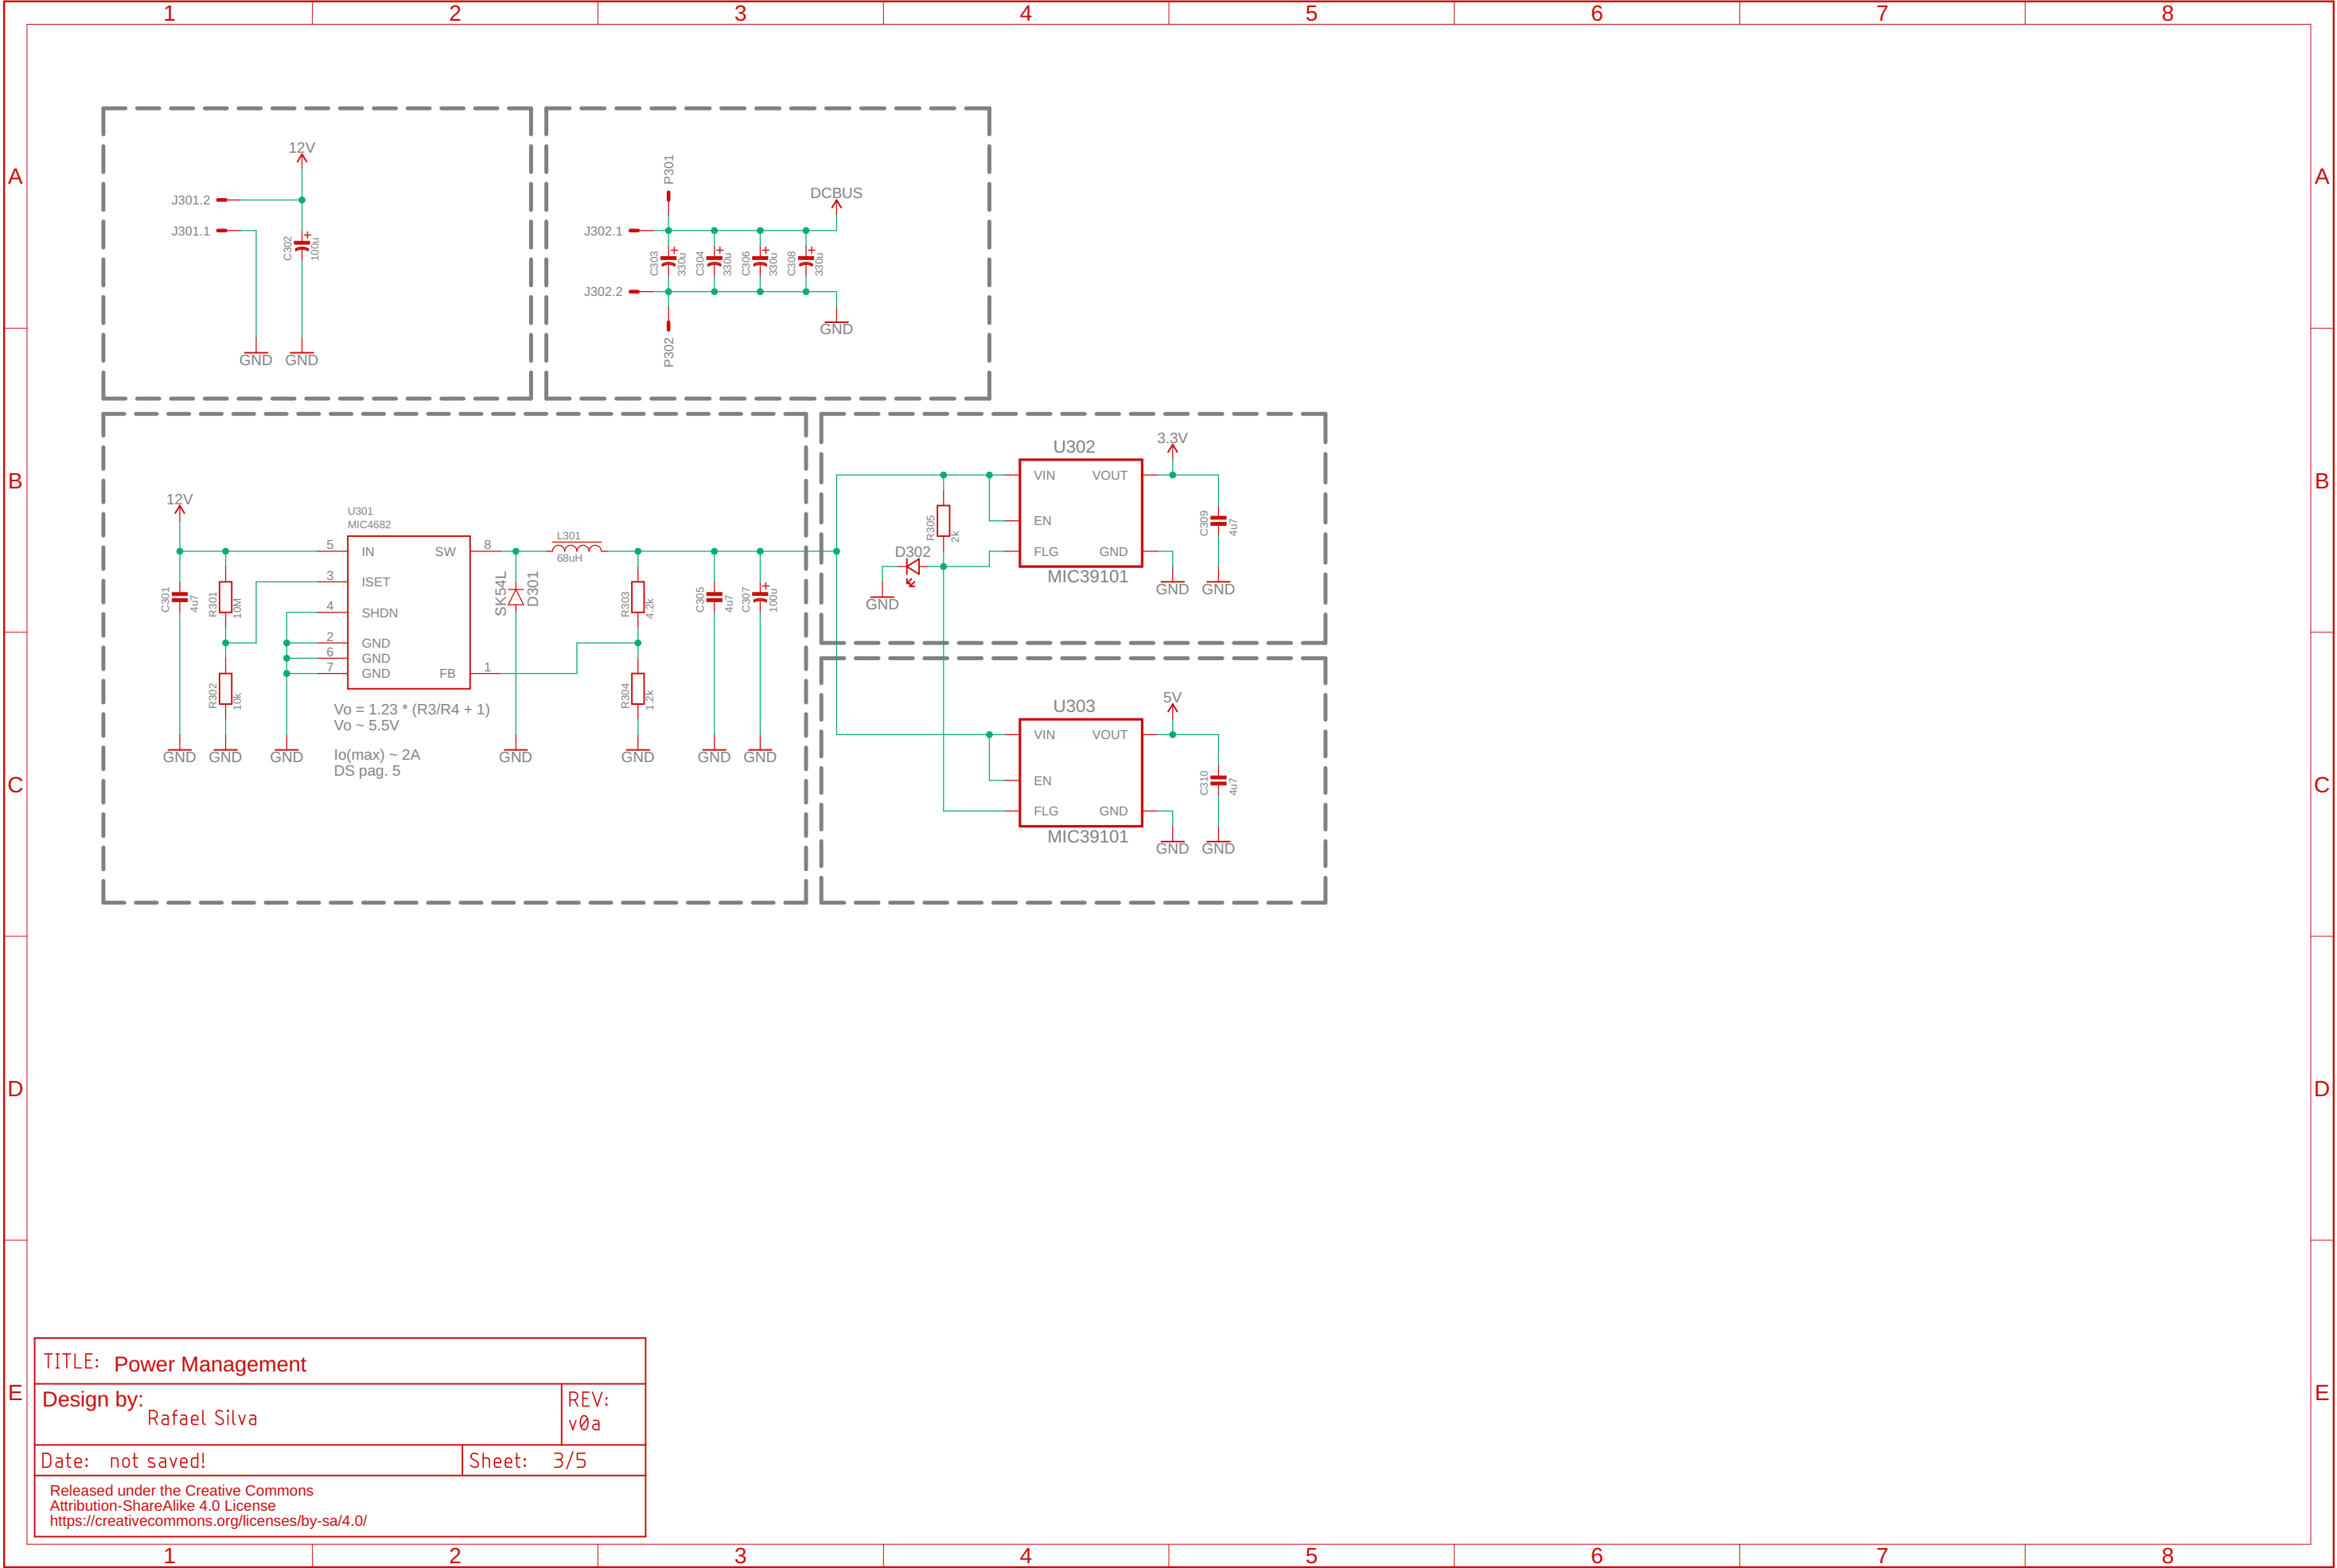 1 2 3 4 5 6 7 8
A A
12V
J301.2
J301.1
C302
100u
GND GND
P301
DCBUS
J302.1
C303
330u
C304
330u
C306
330u
C308
330u
J302.2
GND
P302
B B
12V
U301
MIC4682
5 IN SW 8
3 ISET
4 SHDN
2 GND
6 GND
7 GND FB 1
C301
4u7
R301
10M
R302
10k
L301
68uH
SK54L
D301
R303
4.2k
R304
1.2k
C305
4u7
C307
100u
Vo = 1.23 * (R3/R4 + 1)
Vo ~ 5.5V
GND GND GND GND GND GND GND
Io(max) ~ 2A
DS pag. 5
U302
3.3V
VIN VOUT
EN
FLG GND
MIC39101
R305
2k
D302
GND
C309
4u7
GND GND
C C
U303
5V
VIN VOUT
EN
FLG GND
MIC39101
C310
4u7
GND GND
D D
E E
TITLE: Power Management
Design by:
Rafael Silva
REV:
v0a
Date: not saved!
Sheet: 3/5
Released under the Creative Commons
Attribution-ShareAlike 4.0 License
https://creativecommons.org/licenses/by-sa/4.0/
1 2 3 4 5 6 7 8